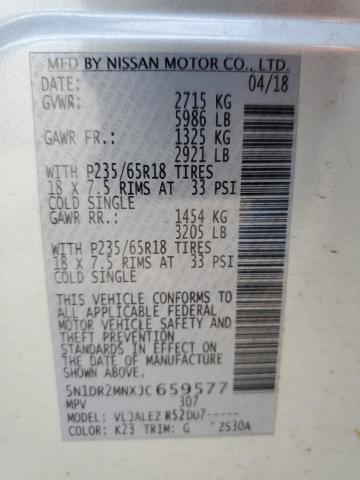 MFD BY NISSAN MOTOR CO., LTD.
DATE: 04/18
GVWR: 2715 KG
5986 LB
GAWR FR.: 1325 KG
2921 LB
WITH P235/65R18 TIRES
18 X 7.5 RIMS AT 33 PSI
COLD SINGLE
GAWR RR.: 1454 KG
3205 LB
WITH P235/65R18 TIRES
18 X 7.5 RIMS AT 33 PSI
COLD SINGLE
THIS VEHICLE CONFORMS TO
ALL APPLICABLE FEDERAL
MOTOR VEHICLE SAFETY AND
THEFT PREVENTION
STANDARDS IN EFFECT ON THE
DATE OF MANUFACTURE
SHOWN ABOVE.
5N1DR2MNXJC659577
MPV 307
MODEL: VLJALEZ R52DU7-----
COLOR: K23 TRIM: G ZS30A